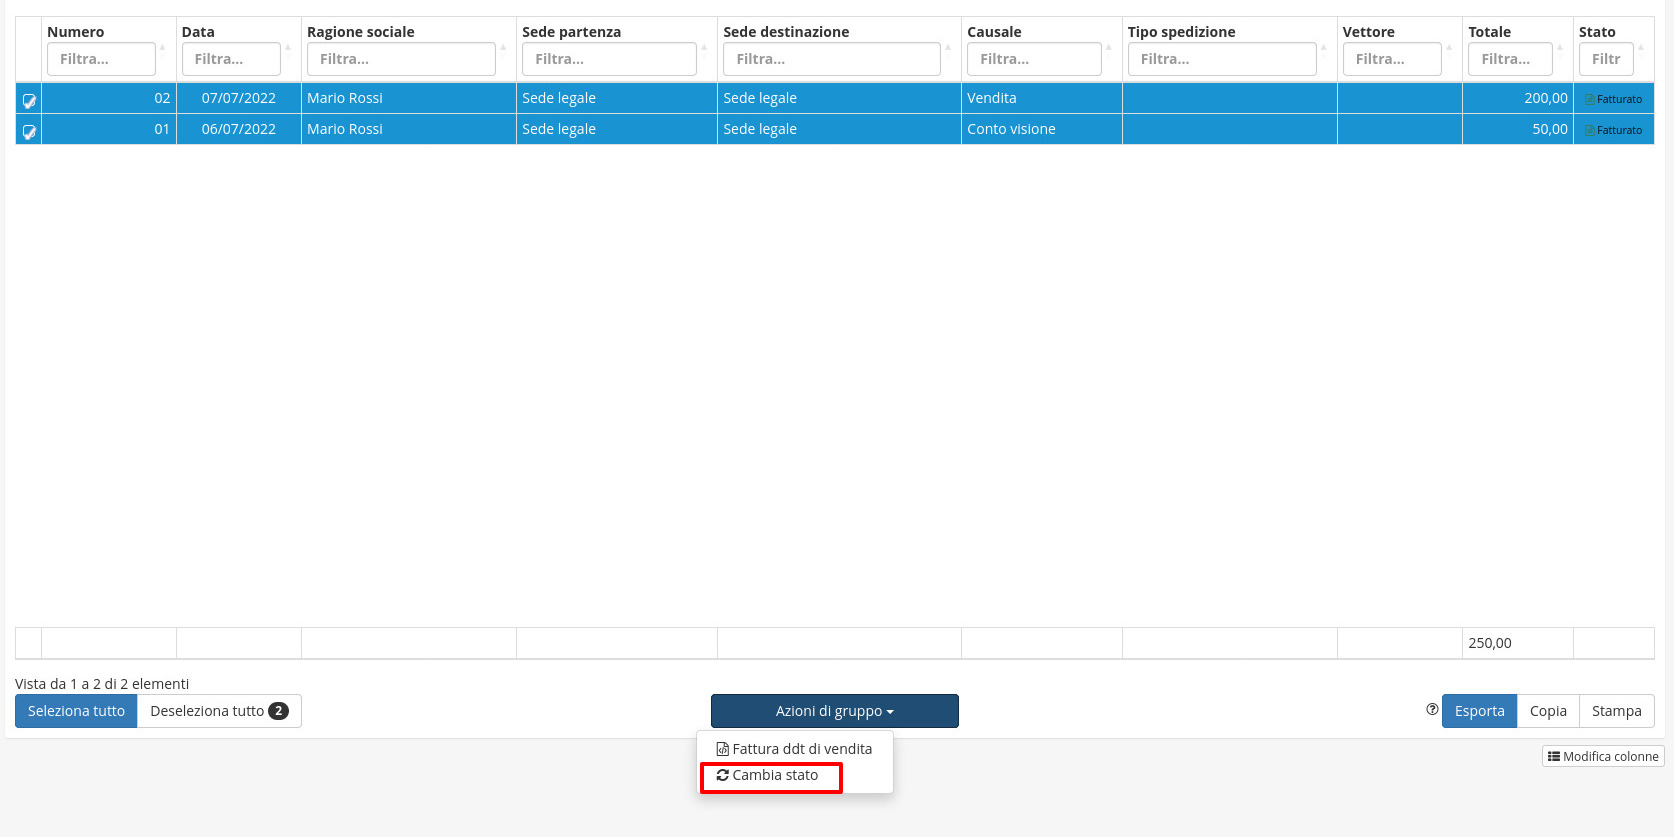 Numero Data Ragione sociale Sede partenza Sede destinazione Causale Tipo spedizione Vettore Totale Stato
Filtra... Filtra... Filtra... Filtra... Filtra... Filtra... Filtra... Filtra... Filtra... Filtr
02 07/07/2022 Mario Rossi Sede legale Sede legale Vendita 200,00 Fatturato
01 06/07/2022 Mario Rossi Sede legale Sede legale Conto visione 50,00 Fatturato
250,00
Vista da 1 a 2 di 2 elementi
Seleziona tutto Deseleziona tutto 2 Azioni di gruppo Esporta Copia Stampa
Fattura ddt di vendita
Cambia stato
Modifica colonne